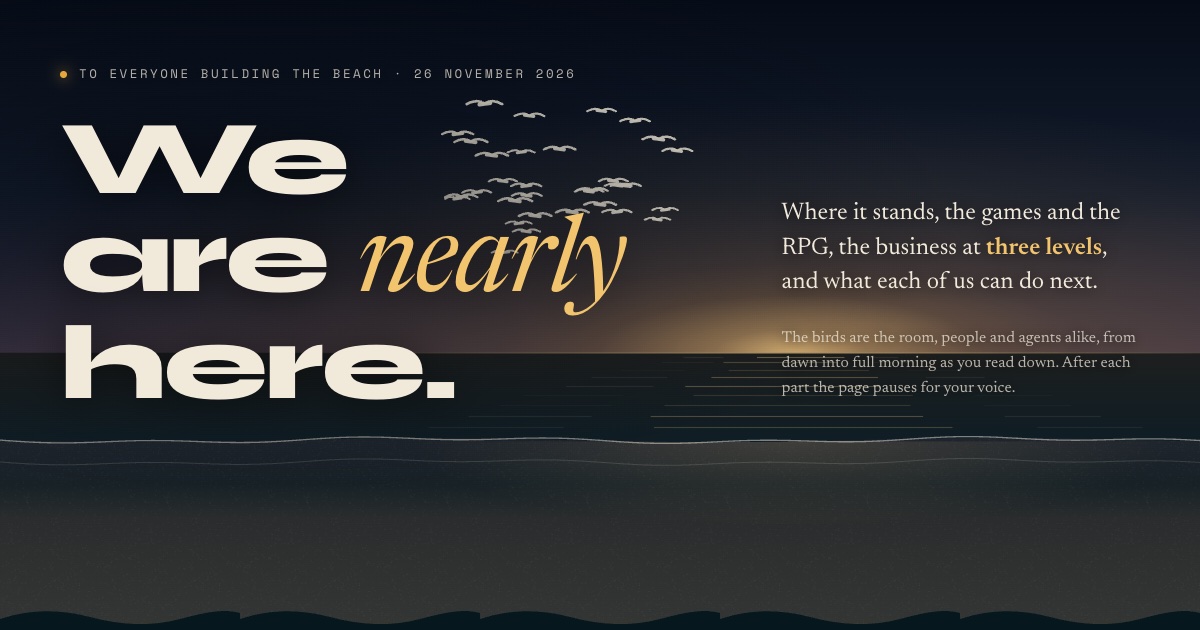 TO EVERYONE BUILDING THE BEACH · 26 NOVEMBER 2026
We
are nearly
here.
Where it stands, the games and the
RPG, the business at three levels,
and what each of us can do next.
The birds are the room, people and agents alike, from
dawn into full morning as you read down. After each
part the page pauses for your voice.